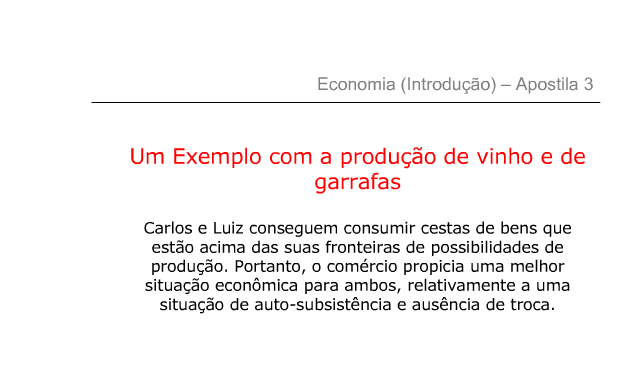 Economia (Introdução) – Apostila 3
Um Exemplo com a produção de vinho e de
garrafas
Carlos e Luiz conseguem consumir cestas de bens que
estão acima das suas fronteiras de possibilidades de
produção. Portanto, o comércio propicia uma melhor
situação econômica para ambos, relativamente a uma
situação de auto-subsistência e ausência de troca.